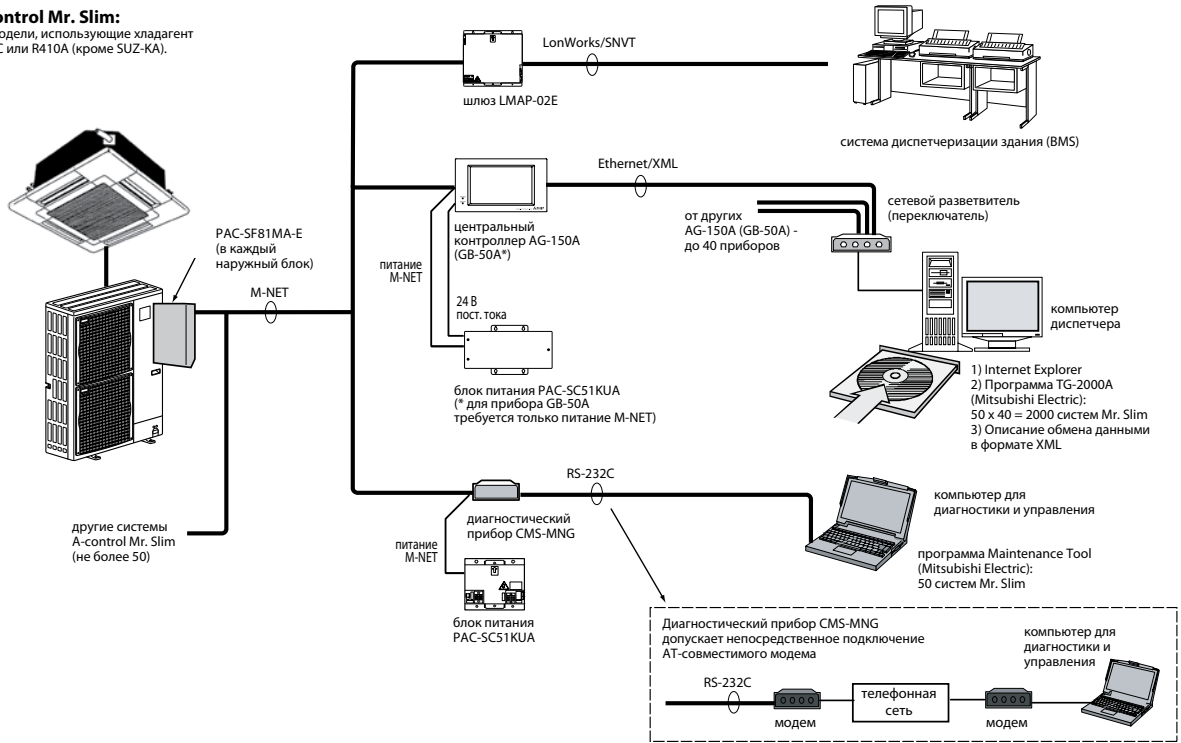 ontrol Mr. Slim:
одели, использующие хладагент
C или R410A (кроме SUZ-KA).
LonWorks/SNVT
шлюз LMAP-02E
система диспетчеризации здания (BMS)
Ethernet/XML
сетевой разветвитель
(переключатель)
от других
AG-150A (GB-50A) -
до 40 приборов
центральный
контроллер AG-150A
(GB-50A*)
PAC-SF81MA-E
(в каждый
наружный блок)
питание
M-NET
M-NET
24 В
пост. тока
компьютер
диспетчера
блок питания PAC-SC51KUA
(* для прибора GB-50A
требуется только питание M-NET)
1) Internet Explorer
2) Программа TG-2000A
(Mitsubishi Electric):
50 x 40 = 2000 систем Mr. Slim
3) Описание обмена данными
в формате XML
RS-232C
компьютер для
диагностики и управления
диагностический
прибор CMS-MNG
другие системы
A-control Mr. Slim
(не более 50)
питание
M-NET
программа Maintenance Tool
(Mitsubishi Electric):
50 систем Mr. Slim
блок питания
PAC-SC51KUA
Диагностический прибор CMS-MNG
допускает непосредственное подключение
АТ-совместимого модема
компьютер для
диагностики и
управления
RS-232C
телефонная
сеть
модем
модем